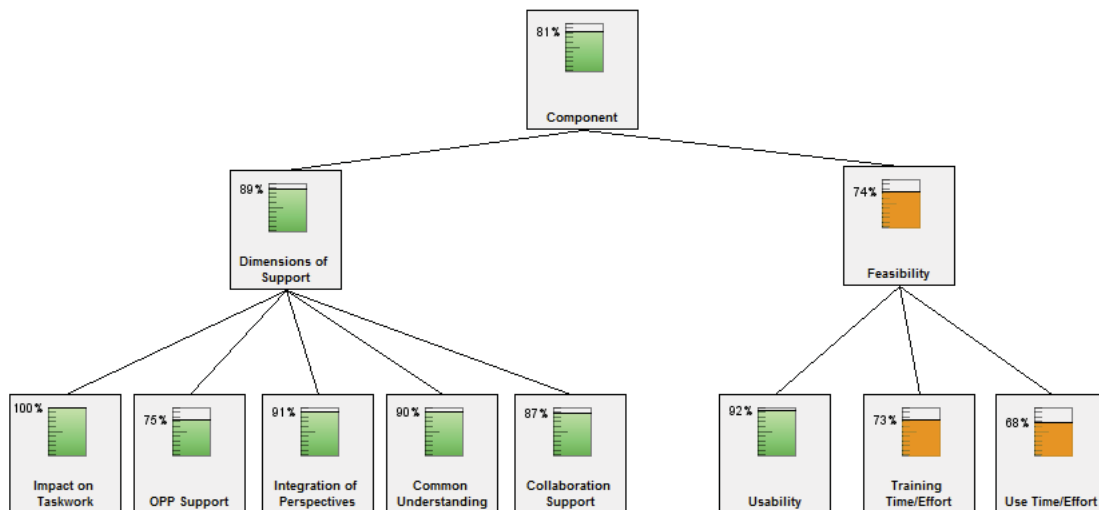 81%
Component
89%
Dimensions of
Support
74%
Feasibility
100%
Impact on
Taskwork
75%
OPP Support
91%
Integration of
Perspectives
90%
Common
Understanding
87%
Collaboration
Support
92%
Usability
73%
Training
Time/Effort
68%
Use Time/Effort